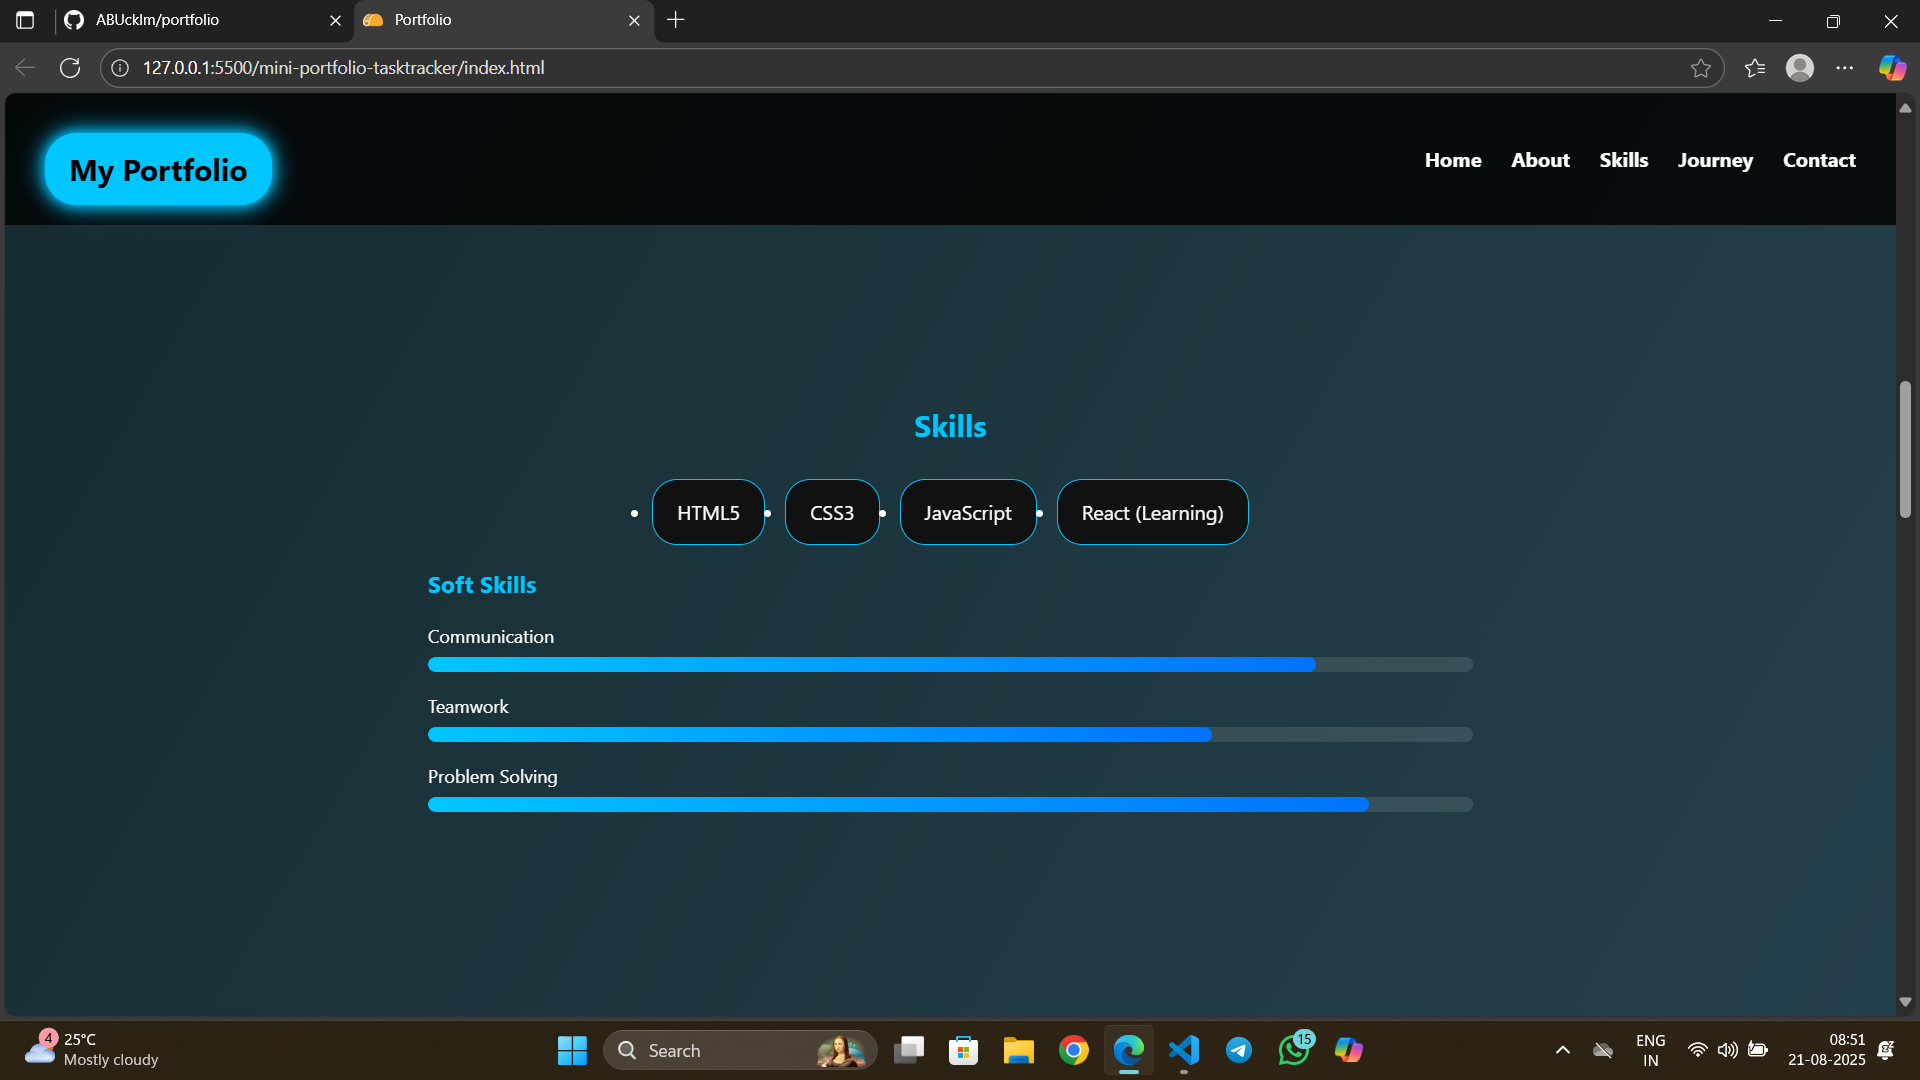 ABUcklm/portfolio
Portfolio
127.0.0.1:5500/mini-portfolio-tasktracker/index.html
My Portfolio
Home About Skills Journey Contact
Skills
HTML5 CSS3 JavaScript React (Learning)
Soft Skills
Communication
Teamwork
Problem Solving
4
25°C
Mostly cloudy
Search
15
ENG
IN
08:51
21-08-2025